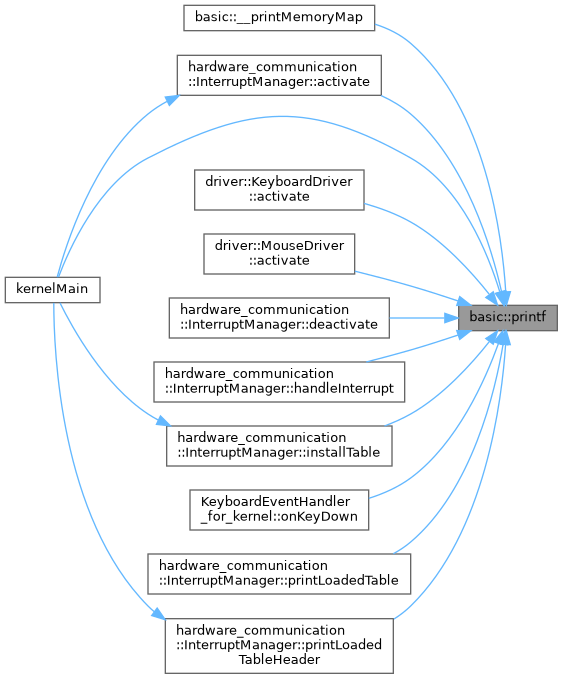 basic::__printMemoryMap
hardware_communication
::InterruptManager::activate
driver::KeyboardDriver
::activate
driver::MouseDriver
::activate
kernelMain
hardware_communication
::InterruptManager::deactivate
basic::printf
hardware_communication
::InterruptManager::handleInterrupt
hardware_communication
::InterruptManager::installTable
KeyboardEventHandler
_for_kernel::onKeyDown
hardware_communication
::InterruptManager::printLoadedTable
hardware_communication
::InterruptManager::printLoaded
TableHeader